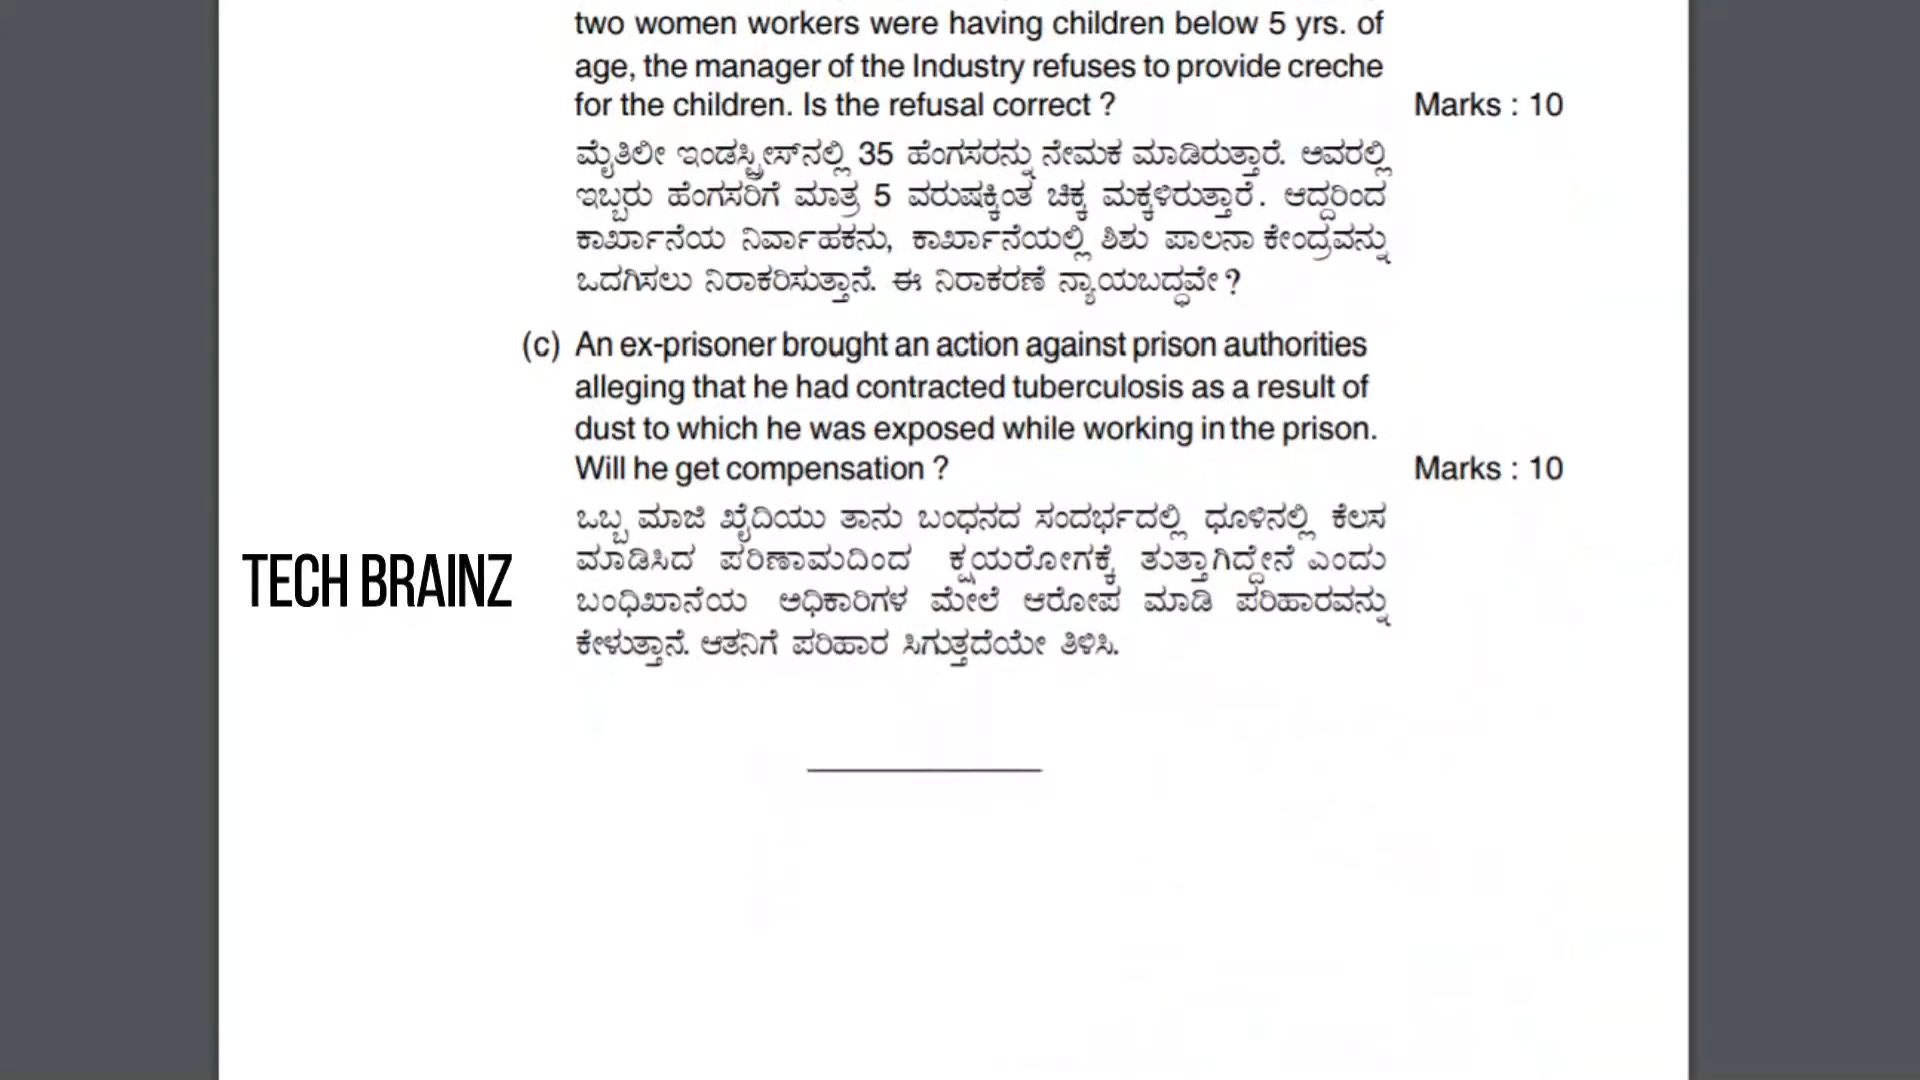 two women workers were having children below 5 yrs. of
age, the manager of the Industry refuses to provide creche
for the children. Is the refusal correct ? Marks : 10
ಮೈತಿಲೀ ಇಂಡಸ್ಟ್ರೀಸ್‌ನಲ್ಲಿ 35 ಹೆಂಗಸರನ್ನು ನೇಮಕ ಮಾಡಿರುತ್ತಾರೆ. ಅವರಲ್ಲಿ
ಇಬ್ಬರು ಹೆಂಗಸರಿಗೆ ಮಾತ್ರ 5 ವರುಷಕ್ಕಿಂತ ಚಿಕ್ಕ ಮಕ್ಕಳಿರುತ್ತಾರೆ. ಆದ್ದರಿಂದ
ಕಾರ್ಖಾನೆಯ ನಿರ್ವಾಹಕನು, ಕಾರ್ಖಾನೆಯಲ್ಲಿ ಶಿಶು ಪಾಲನಾ ಕೇಂದ್ರವನ್ನು
ಒದಗಿಸಲು ನಿರಾಕರಿಸುತ್ತಾನೆ. ಈ ನಿರಾಕರಣೆ ನ್ಯಾಯಬದ್ಧವೇ ?
(c) An ex-prisoner brought an action against prison authorities
alleging that he had contracted tuberculosis as a result of
dust to which he was exposed while working in the prison.
Will he get compensation ? Marks : 10
ಒಬ್ಬ ಮಾಜಿ ಖೈದಿಯು ತಾನು ಬಂಧನದ ಸಂದರ್ಭದಲ್ಲಿ ಧೂಳಿನಲ್ಲಿ ಕೆಲಸ
ಮಾಡಿಸಿದ ಪರಿಣಾಮದಿಂದ ಕ್ಷಯರೋಗಕ್ಕೆ ತುತ್ತಾಗಿದ್ದೇನೆ ಎಂದು
ಬಂಧಿಖಾನೆಯ ಅಧಿಕಾರಿಗಳ ಮೇಲೆ ಆರೋಪ ಮಾಡಿ ಪರಿಹಾರವನ್ನು
ಕೇಳುತ್ತಾನೆ. ಆತನಿಗೆ ಪರಿಹಾರ ಸಿಗುತ್ತದೆಯೇ ತಿಳಿಸಿ.
TECH BRAINZ